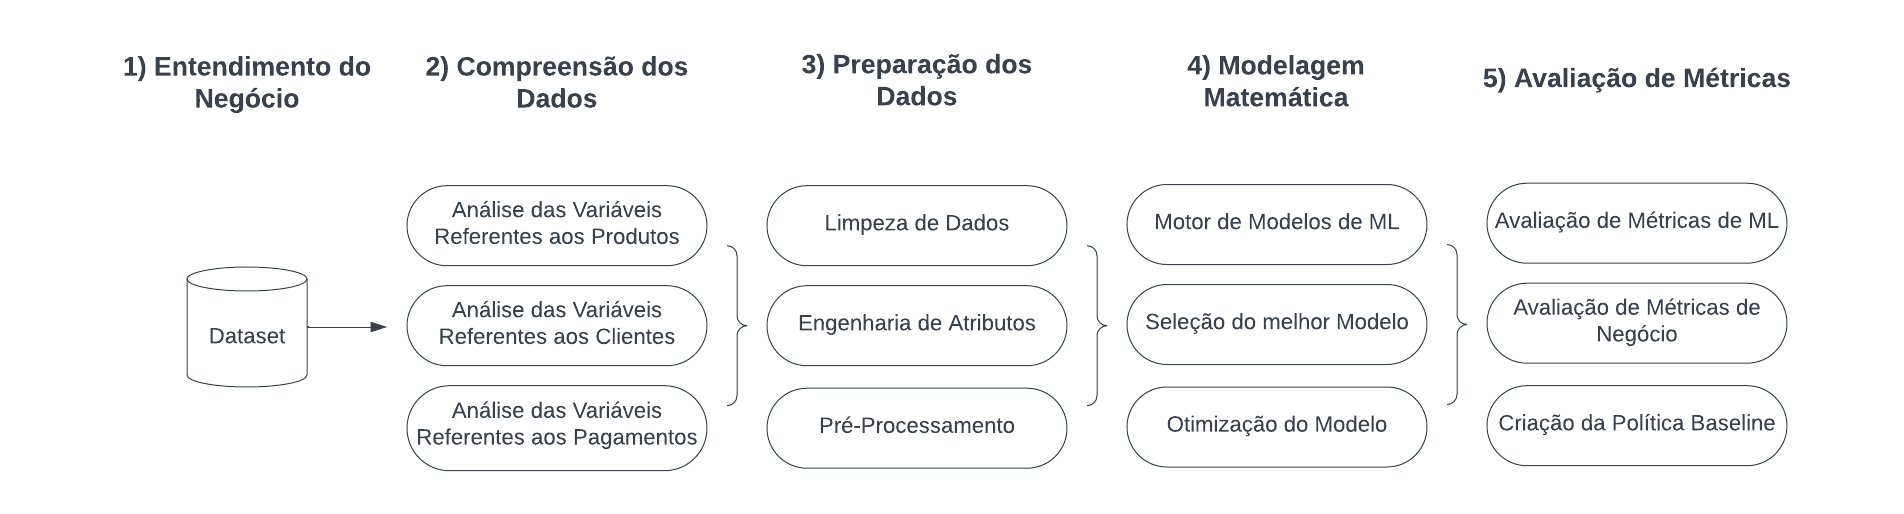 1) Entendimento do
Negócio
2) Compreensão dos
Dados
3) Preparação dos
Dados
4) Modelagem
Matemática
5) Avaliação de Métricas
Dataset
Análise das Variáveis
Referentes aos Produtos
Análise das Variáveis
Referentes aos Clientes
Análise das Variáveis
Referentes aos Pagamentos
Limpeza de Dados
Engenharia de Atributos
Pré-Processamento
Motor de Modelos de ML
Seleção do melhor Modelo
Otimização do Modelo
Avaliação de Métricas de ML
Avaliação de Métricas de
Negócio
Criação da Política Baseline